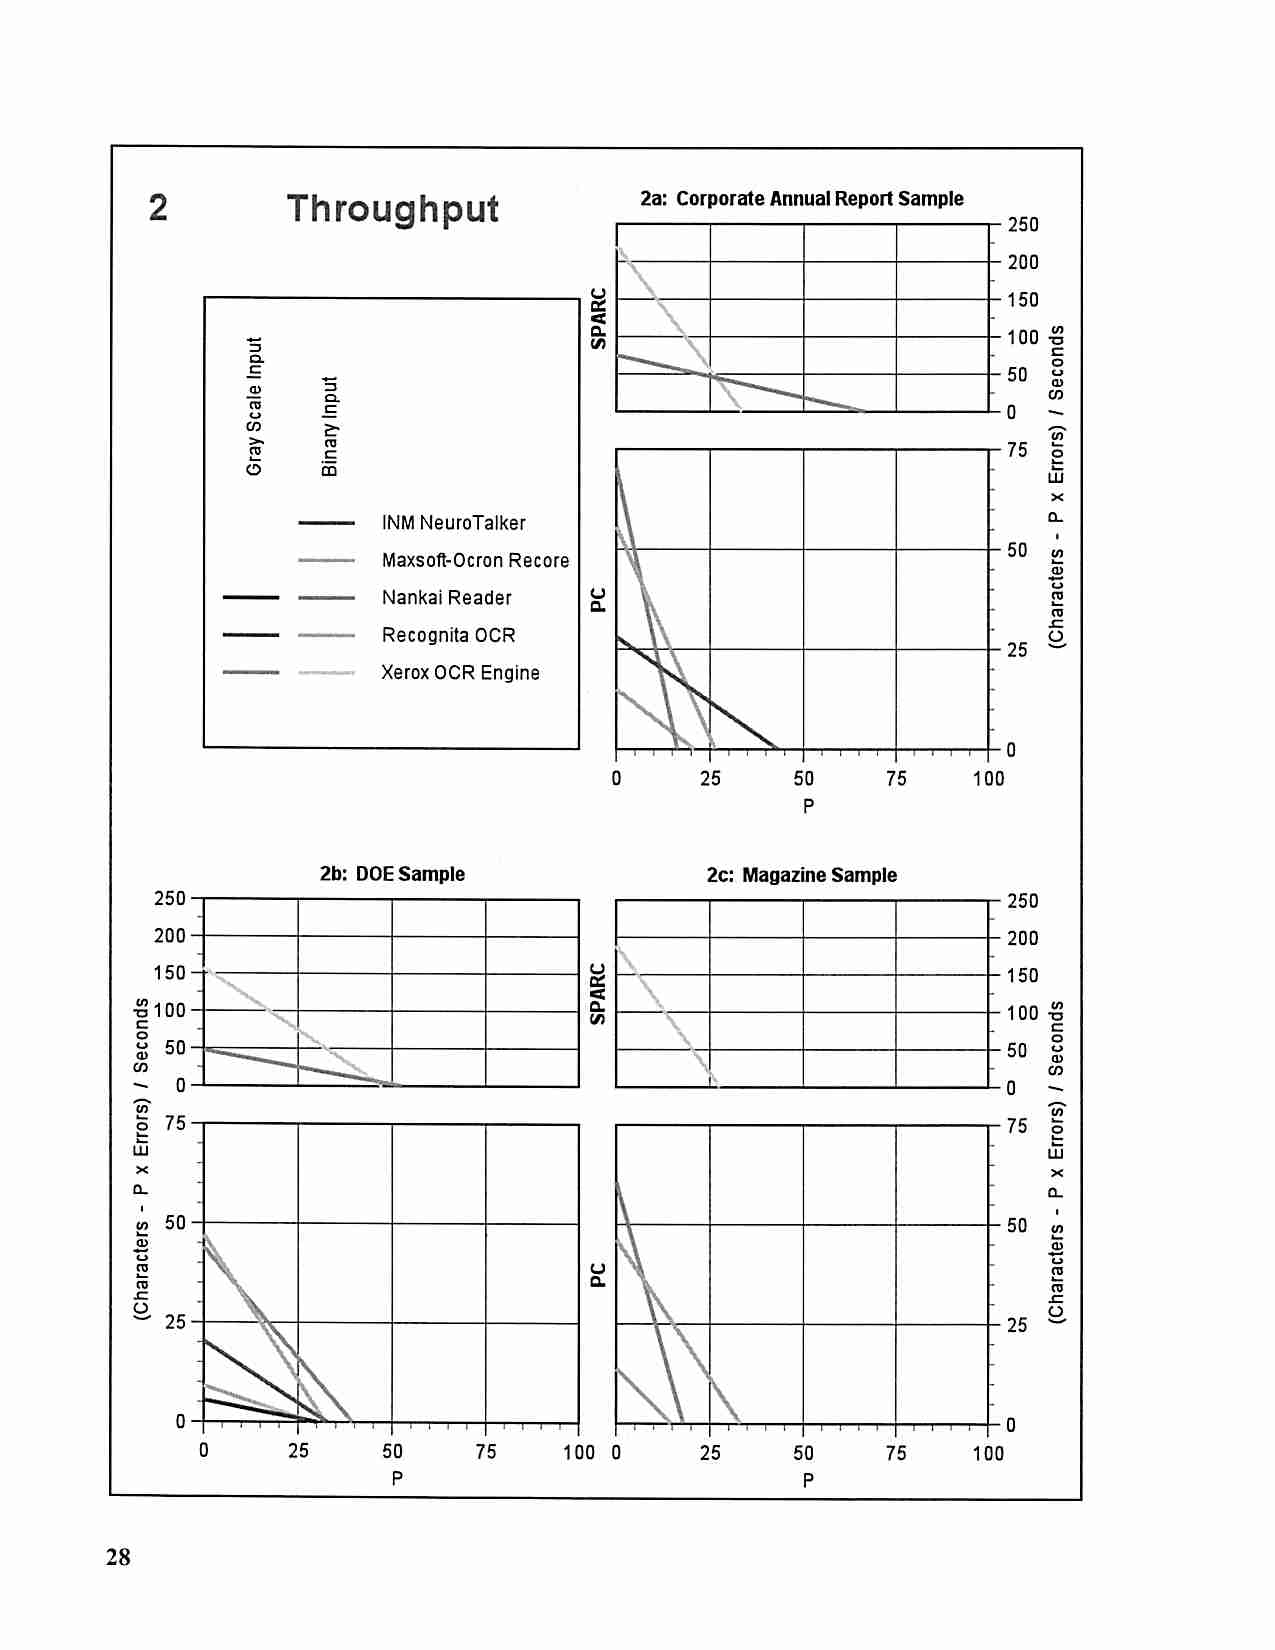 2 Throughput
Gray Scale Input
Binary Input
INM NeuroTalker
Maxsoft-Ocron Recore
Nankai Reader
Recognita OCR
Xerox OCR Engine
2a: Corporate Annual Report Sample
SPARC
250
200
150
100
50
0
PC
75
50
25
0
(Characters - P x Errors) / Seconds
0 25 50 75 100
P
2b: DOE Sample
250
200
150
100
50
0
75
50
25
0
(Characters - P x Errors) / Seconds
0 25 50 75 100
P
2c: Magazine Sample
SPARC
250
200
150
100
50
0
PC
75
50
25
0
(Characters - P x Errors) / Seconds
0 25 50 75 100
P
28